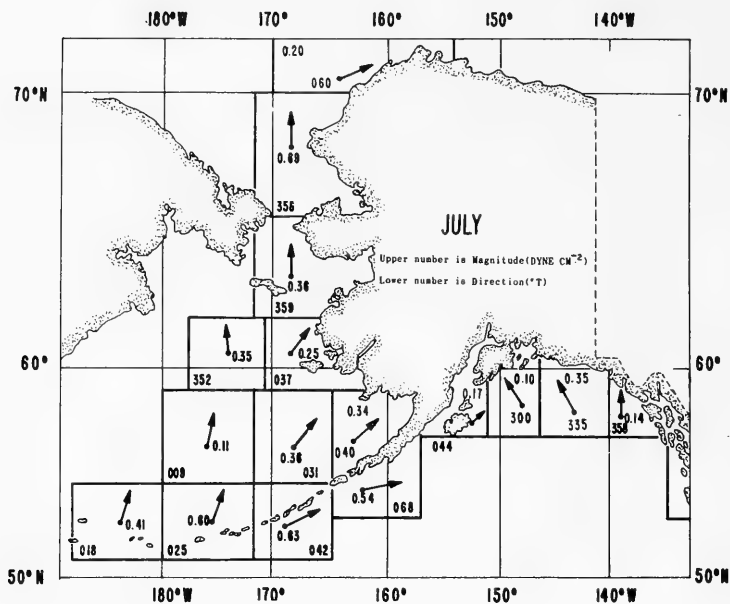 180°W 170°W 160°W 150°W 140°W
0.20
060
70°N 70°N
0.69
356
JULY
Upper number is Magnitude(DYNE CM⁻²)
Lower number is Direction(°T)
0.36
359
0.35 0.25
352 037
60°N 60°N
0.10 0.35
0.17
0.34 300 335 0.14
358
040 044
0.11 0.36
009 031
0.54
068
0.41 0.60 0.63
018 025 042
50°N 50°N
180°W 170°W 160°W 150°W 140°W